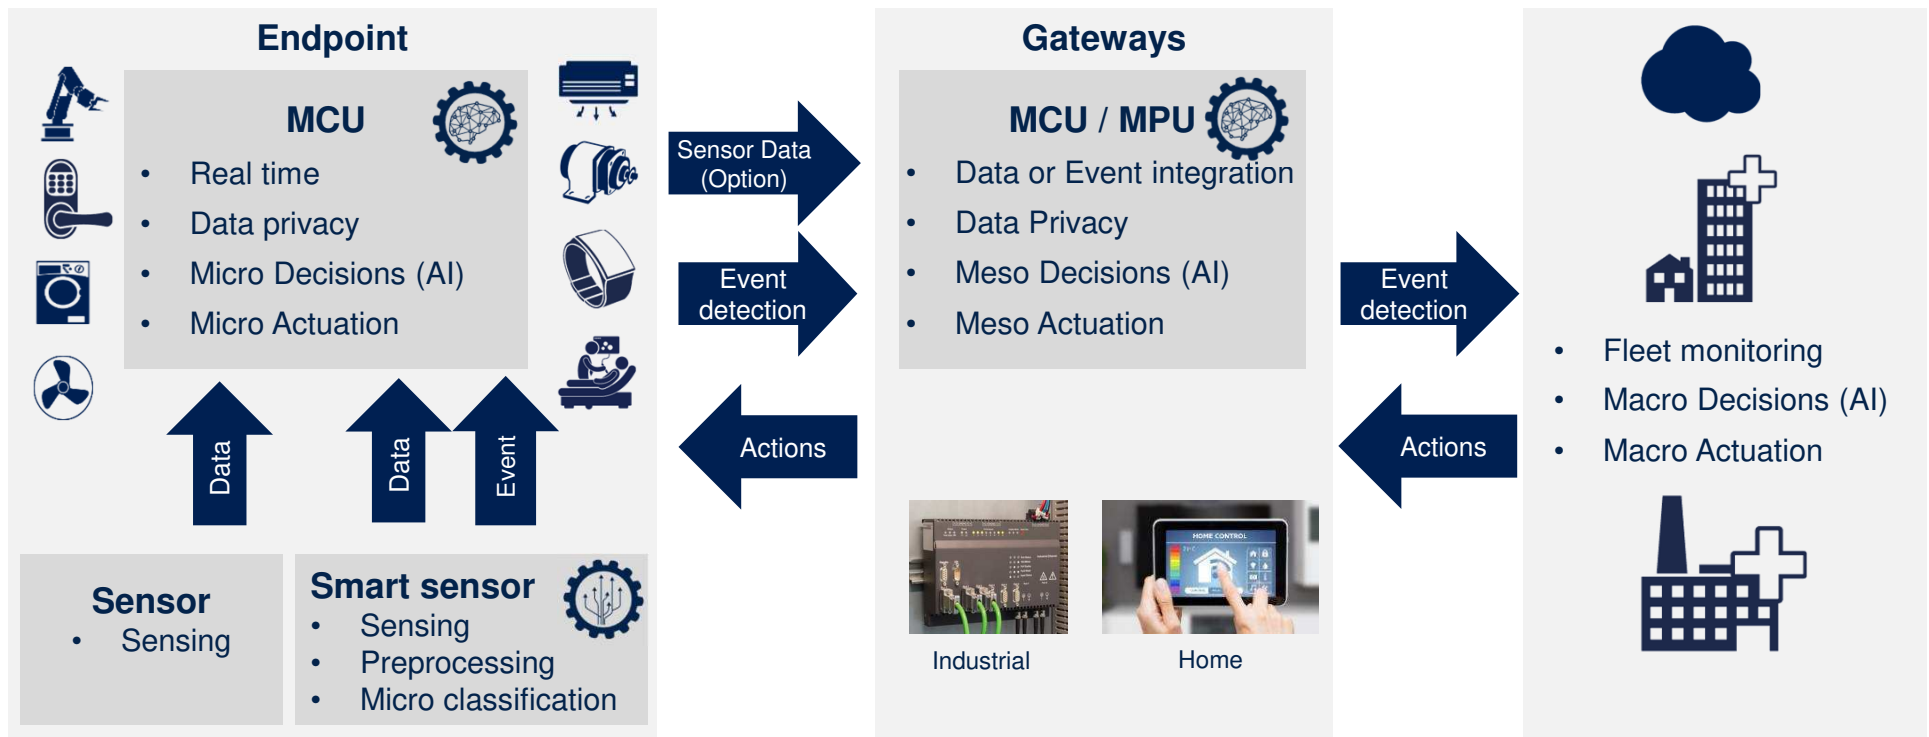 Endpoint
MCU
• Real time
• Data privacy
• Micro Decisions (AI)
• Micro Actuation
Data
Data
Event
Sensor
• Sensing
Smart sensor
• Sensing
• Preprocessing
• Micro classification
Sensor Data
(Option)
Event
detection
Actions
Gateways
MCU / MPU
• Data or Event integration
• Data Privacy
• Meso Decisions (AI)
• Meso Actuation
HOME CONTROL
Industrial
Home
Event
detection
Actions
• Fleet monitoring
• Macro Decisions (AI)
• Macro Actuation